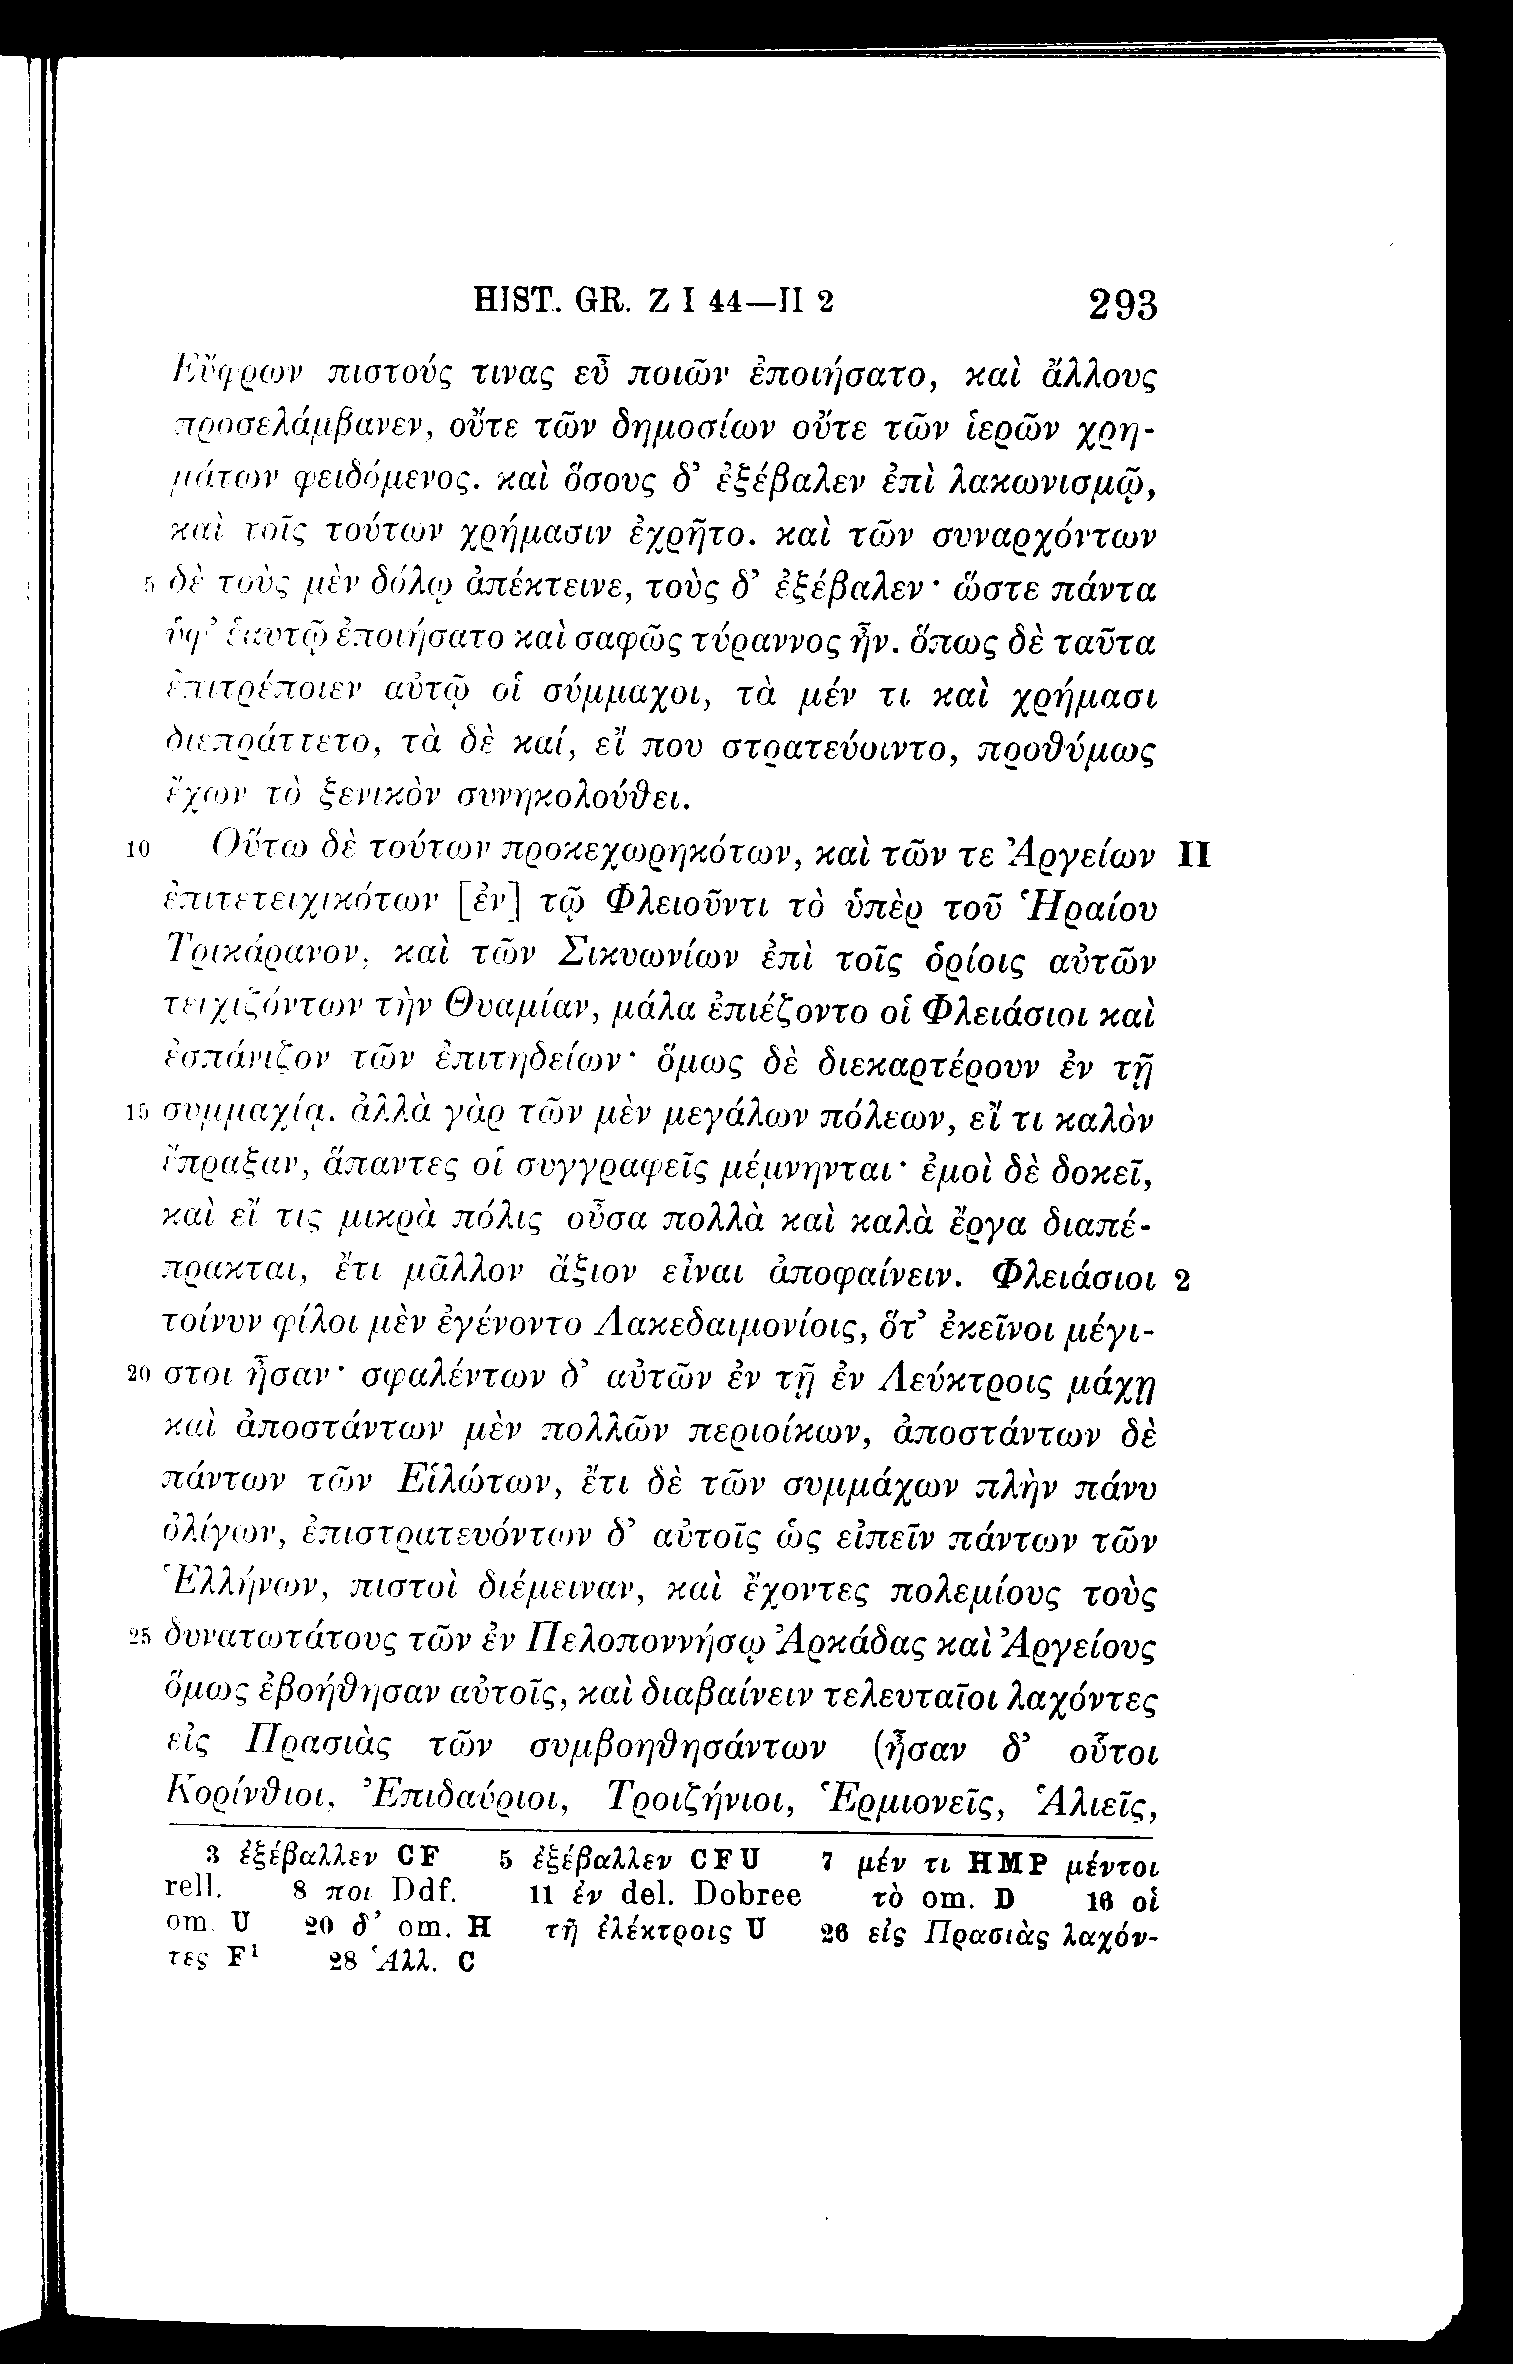 HIST. GR. Z I 44—II 2 293
Εὔφρων πιστούς τινας εὖ ποιῶν ἐποιήσατο, καὶ ἄλλους
προσελάμβανεν, οὔτε τῶν δημοσίων οὔτε τῶν ἱερῶν χρη-
μάτων φειδόμενος. καὶ ὅσους δ’ ἐξέβαλεν ἐπὶ λακωνισμῷ,
καὶ τοῖς τούτων χρήμασιν ἐχρῆτο. καὶ τῶν συναρχόντων
5 δὲ τοὺς μὲν δόλῳ ἀπέκτεινε, τοὺς δ’ ἐξέβαλεν· ὥστε πάντα
ὑφ’ ἑαυτῷ ἐποιήσατο καὶ σαφῶς τύραννος ἦν. ὅπως δὲ ταῦτα
ἐπιτρέποιεν αὐτῷ οἱ σύμμαχοι, τὰ μέν τι καὶ χρήμασι
διεπράττετο, τὰ δὲ καί, εἴ που στρατεύοιντο, προθύμως
ἔχων τὸ ξενικὸν συνηκολούθει.
10 Οὕτω δὲ τούτων προκεχωρηκότων, καὶ τῶν τε Ἀργείων II
ἐπιτετειχικότων [ἐν] τῷ Φλειοῦντι τὸ ὑπὲρ τοῦ Ἡραίου
Τρικάρανον, καὶ τῶν Σικυωνίων ἐπὶ τοῖς ὁρίοις αὐτῶν
τειχιζόντων τὴν Θυαμίαν, μάλα ἐπιέζοντο οἱ Φλειάσιοι καὶ
ἐσπάνιζον τῶν ἐπιτηδείων· ὅμως δὲ διεκαρτέρουν ἐν τῇ
15 συμμαχίᾳ. ἀλλὰ γὰρ τῶν μὲν μεγάλων πόλεων, εἴ τι καλὸν
ἔπραξαν, ἅπαντες οἱ συγγραφεῖς μέμνηνται· ἐμοὶ δὲ δοκεῖ,
καὶ εἴ τις μικρὰ πόλις οὖσα πολλὰ καὶ καλὰ ἔργα διαπέ-
πρακται, ἔτι μᾶλλον ἄξιον εἶναι ἀποφαίνειν. Φλειάσιοι 2
τοίνυν φίλοι μὲν ἐγένοντο Λακεδαιμονίοις, ὅτ’ ἐκεῖνοι μέγι-
20 στοι ἦσαν· σφαλέντων δ’ αὐτῶν ἐν τῇ ἐν Λεύκτροις μάχῃ
καὶ ἀποστάντων μὲν πολλῶν περιοίκων, ἀποστάντων δὲ
πάντων τῶν Εἱλώτων, ἔτι δὲ τῶν συμμάχων πλὴν πάνυ
ὀλίγων, ἐπιστρατευόντων δ’ αὐτοῖς ὡς εἰπεῖν πάντων τῶν
Ἑλλήνων, πιστοὶ διέμειναν, καὶ ἔχοντες πολεμίους τοὺς
25 δυνατωτάτους τῶν ἐν Πελοποννήσῳ Ἀρκάδας καὶ Ἀργείους
ὅμως ἐβοήθησαν αὐτοῖς, καὶ διαβαίνειν τελευταῖοι λαχόντες
εἰς Πρασιὰς τῶν συμβοηθησάντων (ἦσαν δ’ οὗτοι
Κορίνθιοι, Ἐπιδαύριοι, Τροιζήνιοι, Ἑρμιονεῖς, Ἁλιεῖς,
3 ἐξέβαλλεν CF 5 ἐξέβαλλεν CFU 7 μέν τι HMP μέντοι
rell. 8 ποι Ddf. 11 ἐν del. Dobree τὸ om. D 16 οἱ
om. U 20 δ’ om. H τῇ ἐλέκτροις U 26 εἰς Πρασιὰς λαχόν-
τες F¹ 28 Ἁλλ. C